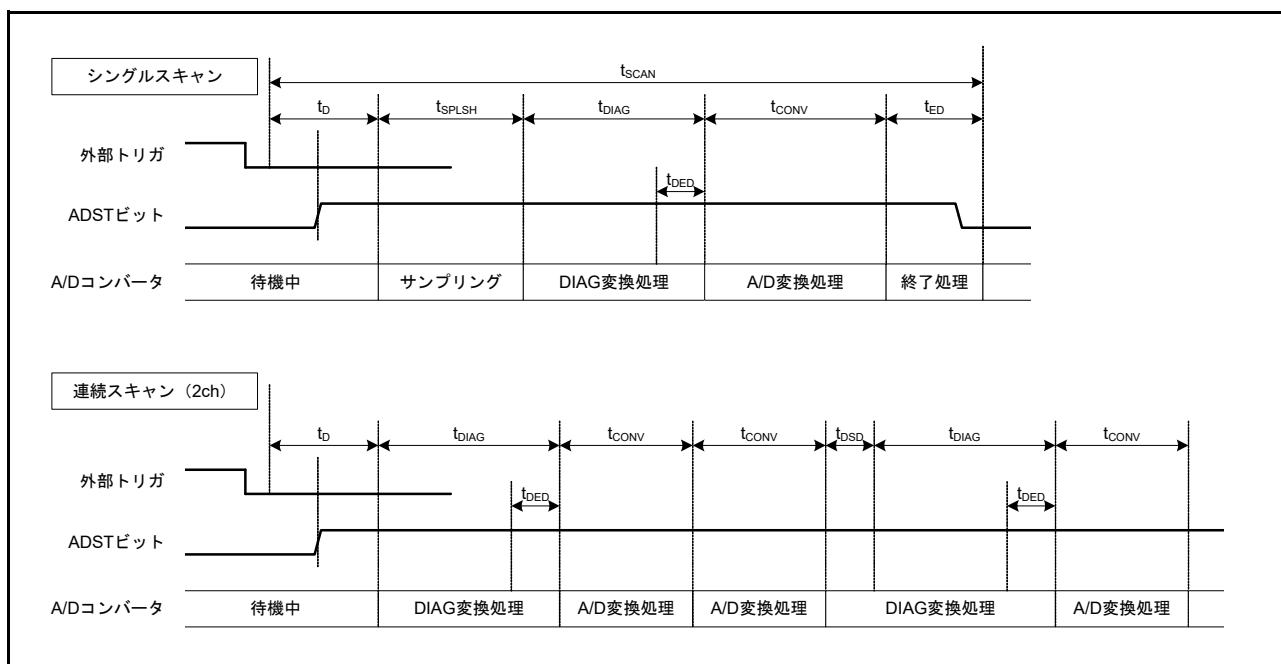 シングルスキャン
tSCAN
tD tSPLSH tDIAG tCONV tED
外部トリガ
tDED
ADSTビット
A/Dコンバータ 待機中 サンプリング DIAG変換処理 A/D変換処理 終了処理
連続スキャン（2ch）
tD tDIAG tCONV tCONV tDSD tDIAG tCONV
外部トリガ
tDED tDED
ADSTビット
A/Dコンバータ 待機中 DIAG変換処理 A/D変換処理 A/D変換処理 DIAG変換処理 A/D変換処理